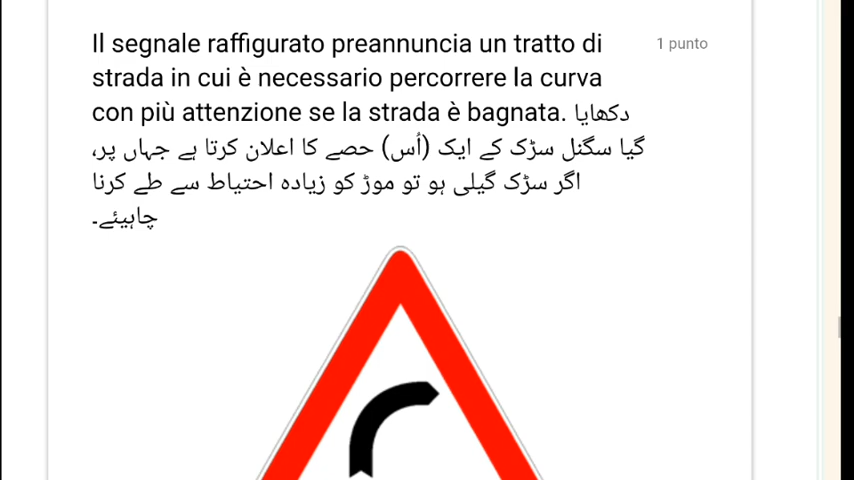 Il segnale raffigurato preannuncia un tratto di
1 punto
strada in cui è necessario percorrere la curva
con più attenzione se la strada è bagnata. دکھایا
گیا سگنل سڑک کے ایک (اُس) حصے کا اعلان کرتا ہے جہاں پر،
اگر سڑک گیلی ہو تو موڑ کو زیادہ احتیاط سے طے کرنا
چاہیئے۔